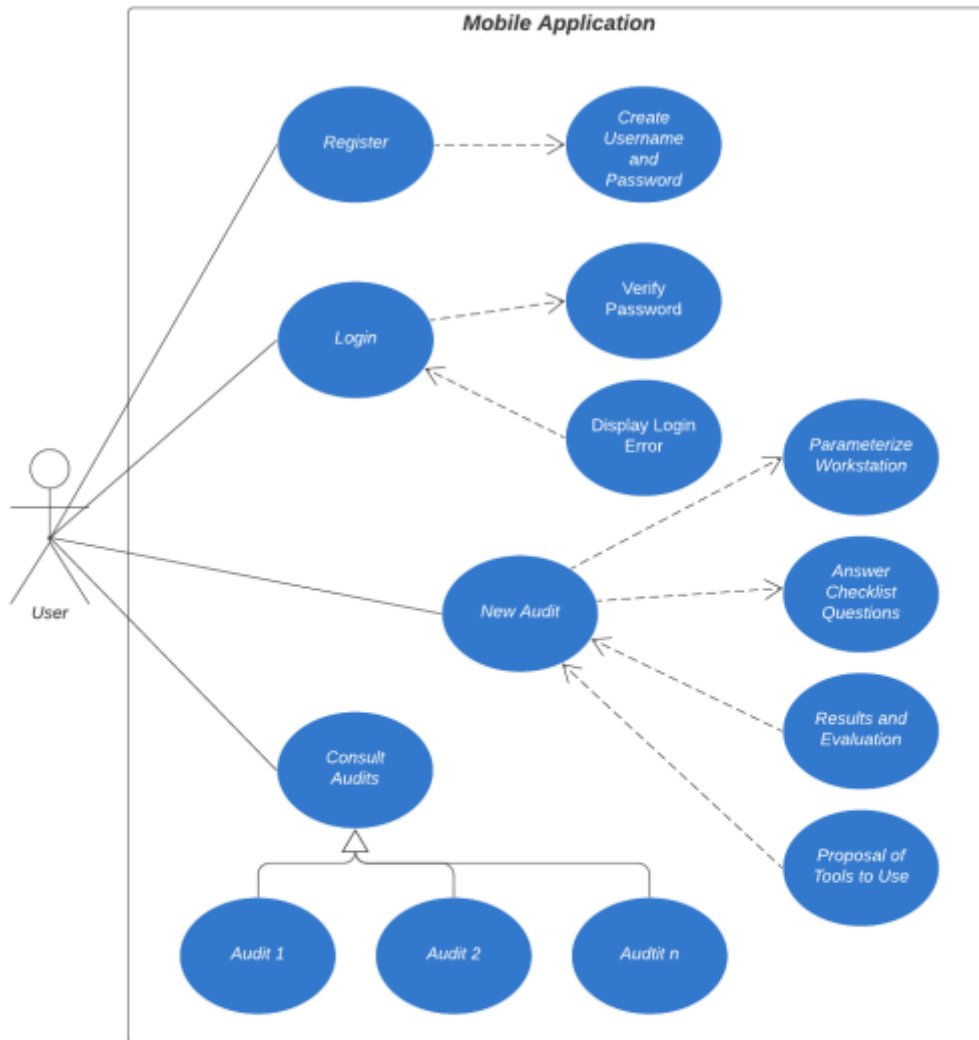 Mobile Application
Register
Create
Username
and
Password
Login
Verify
Password
Display Login
Error
Parameterize
Workstation
User
New Audit
Answer
Checklist
Questions
Results and
Evaluation
Consult
Audits
Proposal of
Tools to Use
Audit 1
Audit 2
Audtit n